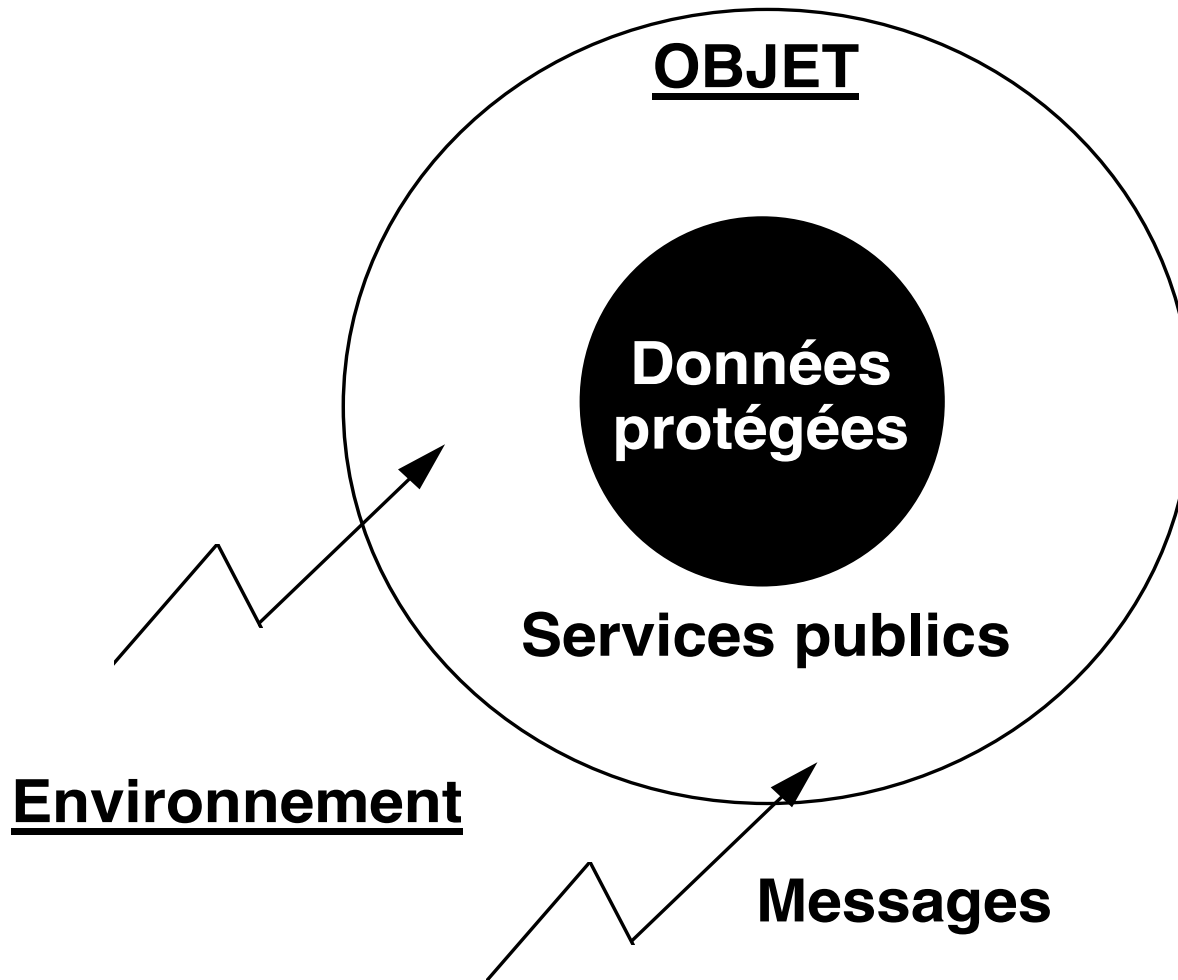 OBJET
Données
protégées
Services publics
Environnement
Messages